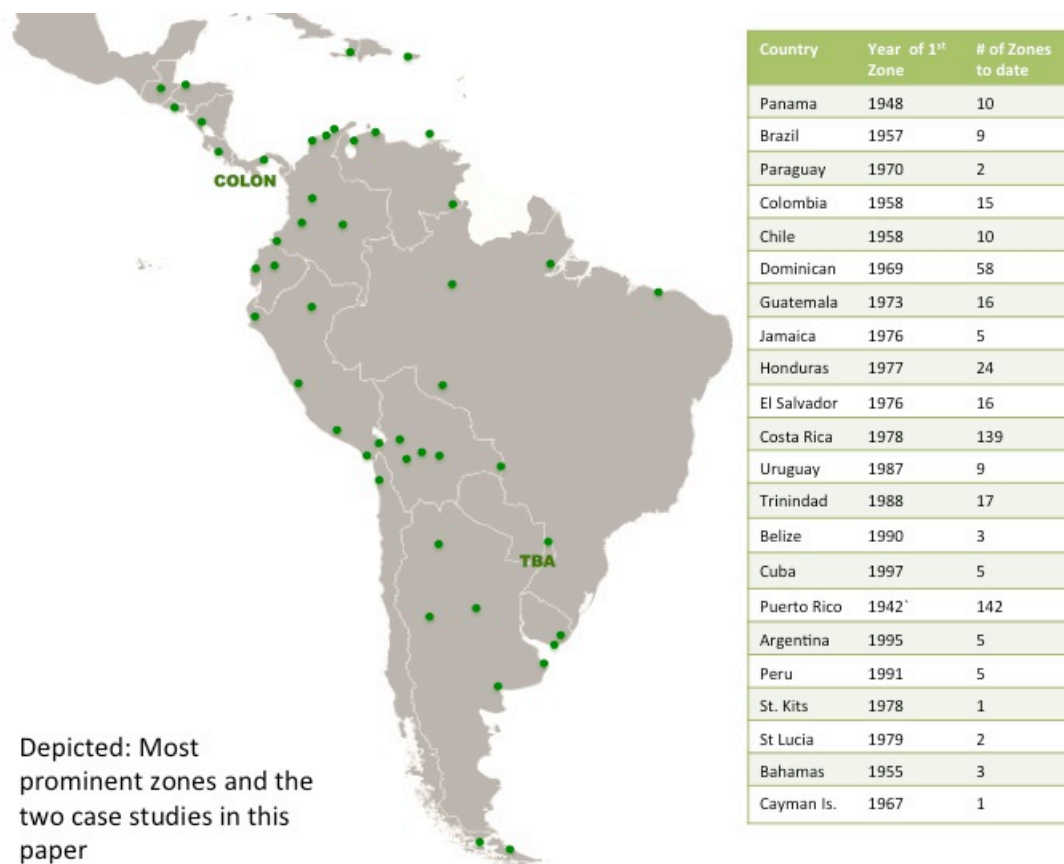 COLON
TBA
Depicted: Most
prominent zones and the
two case studies in this
paper
Country Year of 1st Zone # of Zones to date
Panama 1948 10
Brazil 1957 9
Paraguay 1970 2
Colombia 1958 15
Chile 1958 10
Dominican 1969 58
Guatemala 1973 16
Jamaica 1976 5
Honduras 1977 24
El Salvador 1976 16
Costa Rica 1978 139
Uruguay 1987 9
Trinindad 1988 17
Belize 1990 3
Cuba 1997 5
Puerto Rico 1942` 142
Argentina 1995 5
Peru 1991 5
St. Kits 1978 1
St Lucia 1979 2
Bahamas 1955 3
Cayman Is. 1967 1